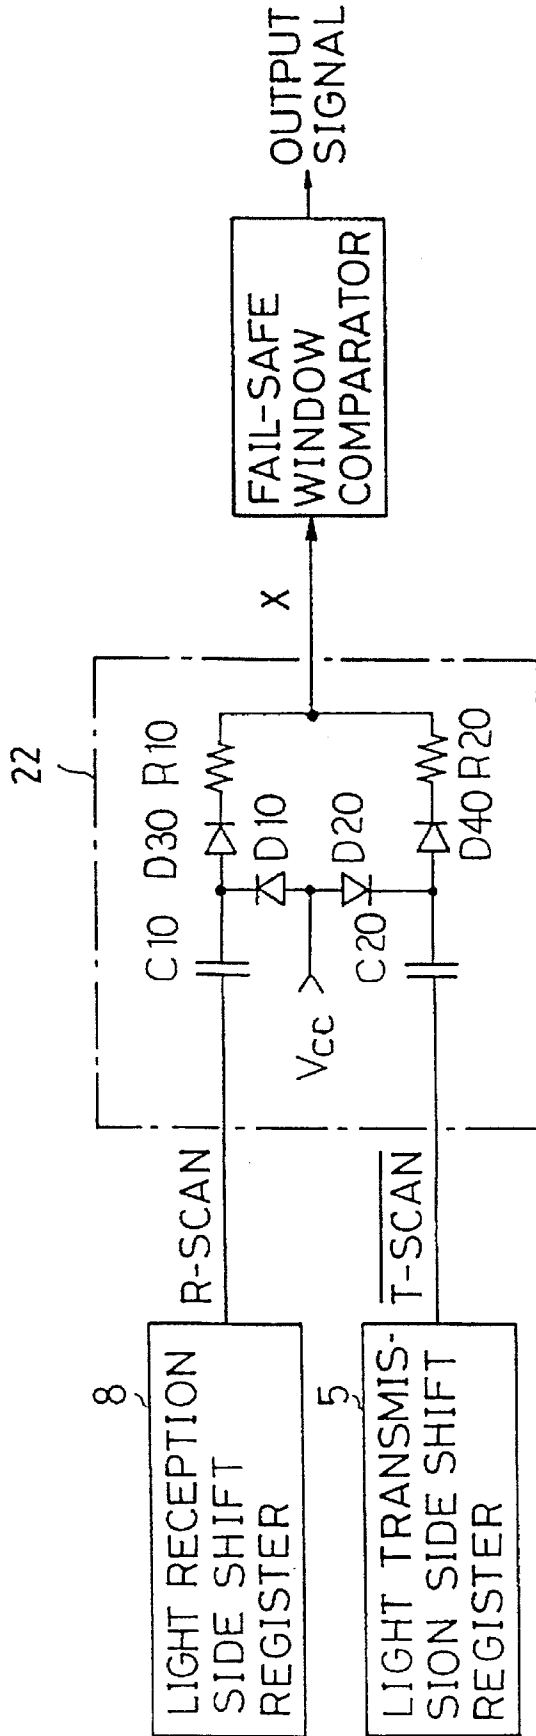 22
8
LIGHT RECEPTION
SIDE SHIFT
REGISTER
R-SCAN
C10 D30 R10
D10
Vcc
D20
C20
D40 R20
X
FAIL-SAFE
WINDOW
COMPARATOR
OUTPUT
SIGNAL
5
LIGHT TRANSMIS-
SION SIDE SHIFT
REGISTER
T-SCAN